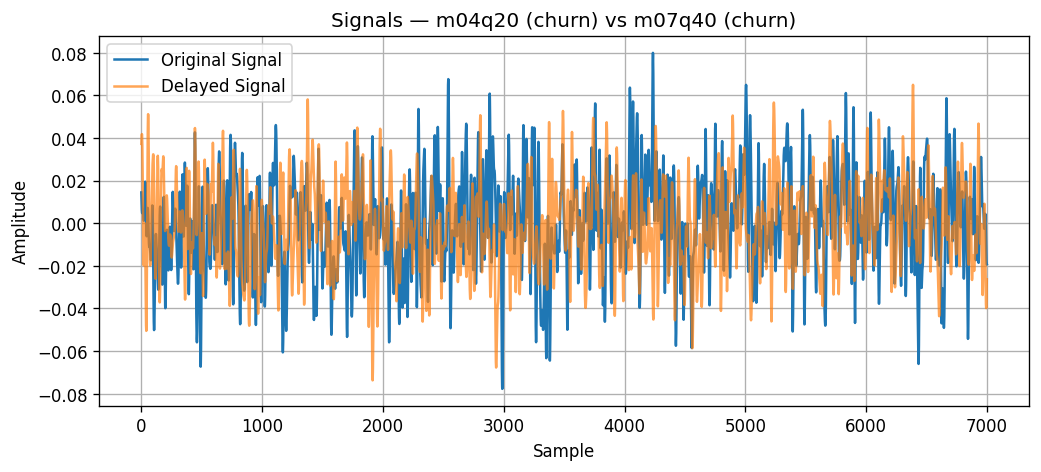 Signals — m04q20 (churn) vs m07q40 (churn)
Original Signal
Delayed Signal
0.08
0.06
0.04
0.02
0.00
−0.02
−0.04
−0.06
−0.08
Amplitude
0 1000 2000 3000 4000 5000 6000 7000
Sample